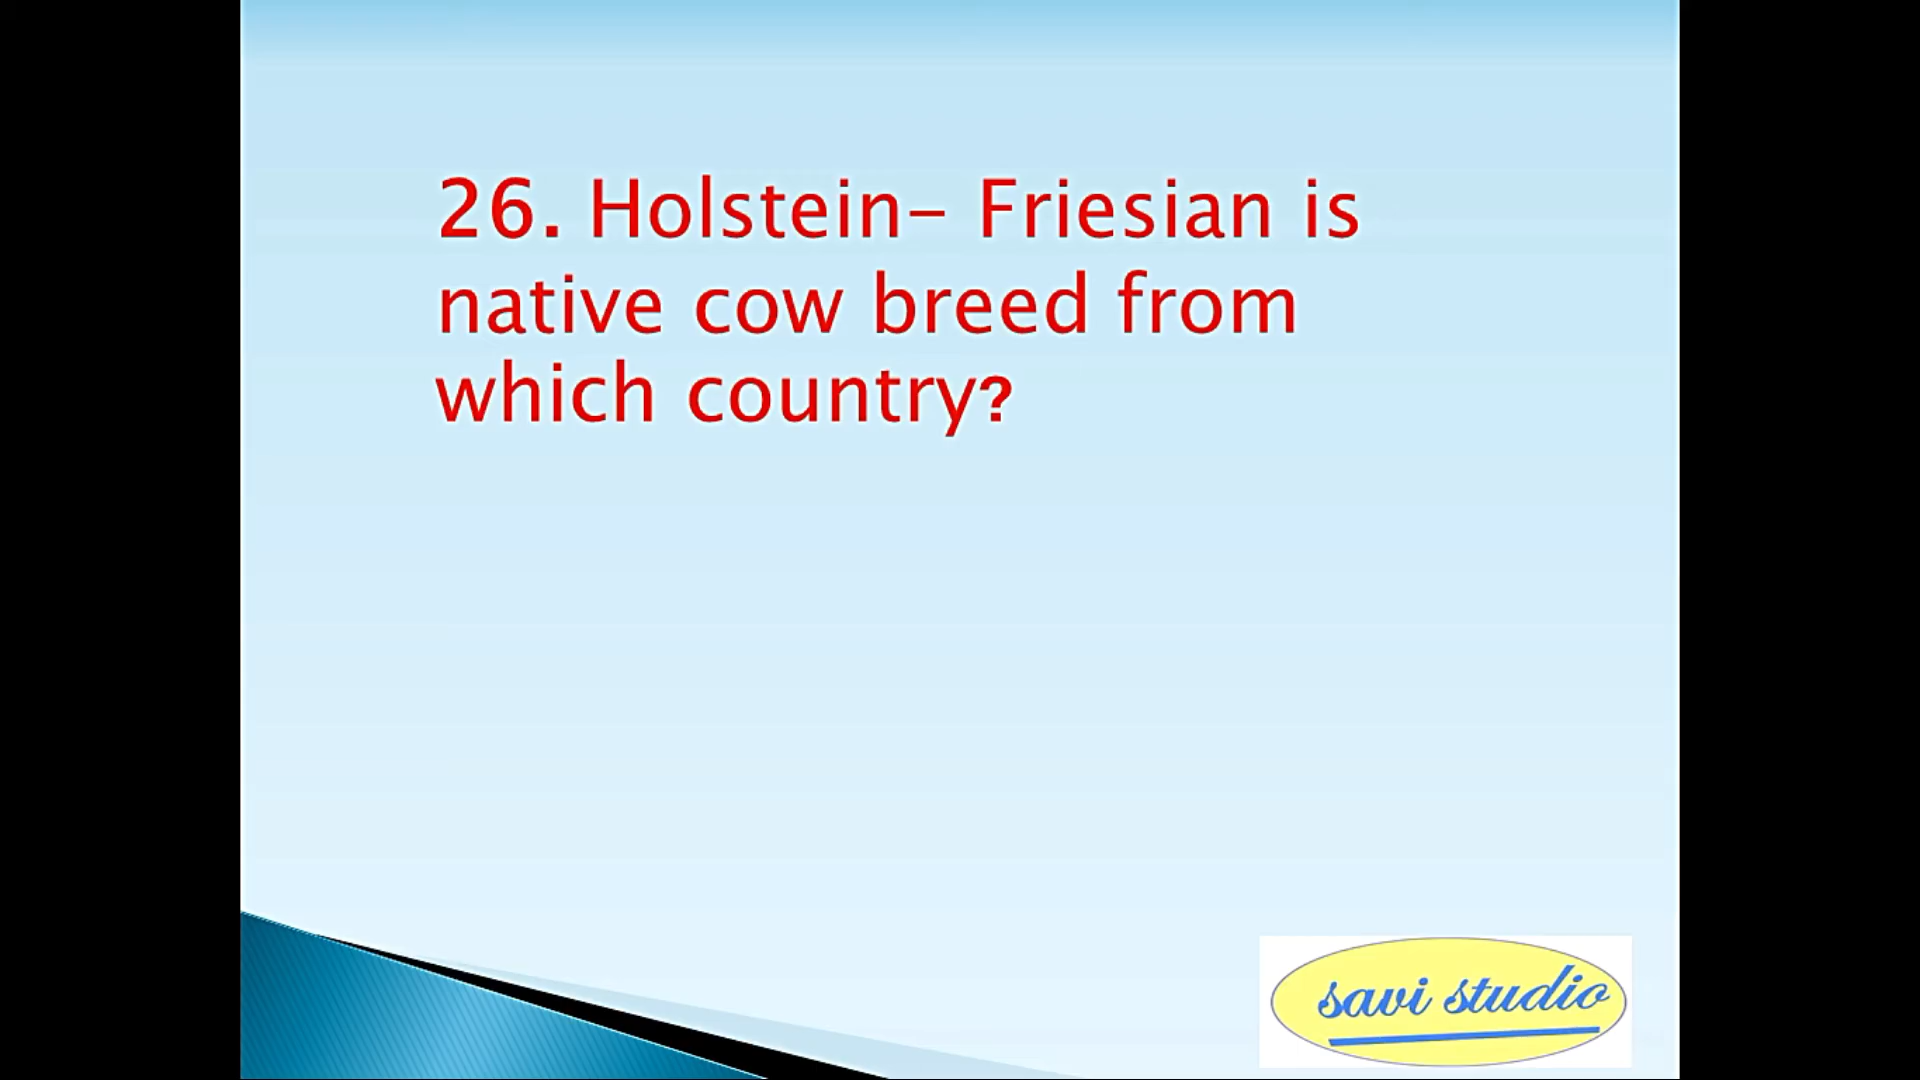 26. Holstein- Friesian is
native cow breed from
which country?
savi studio